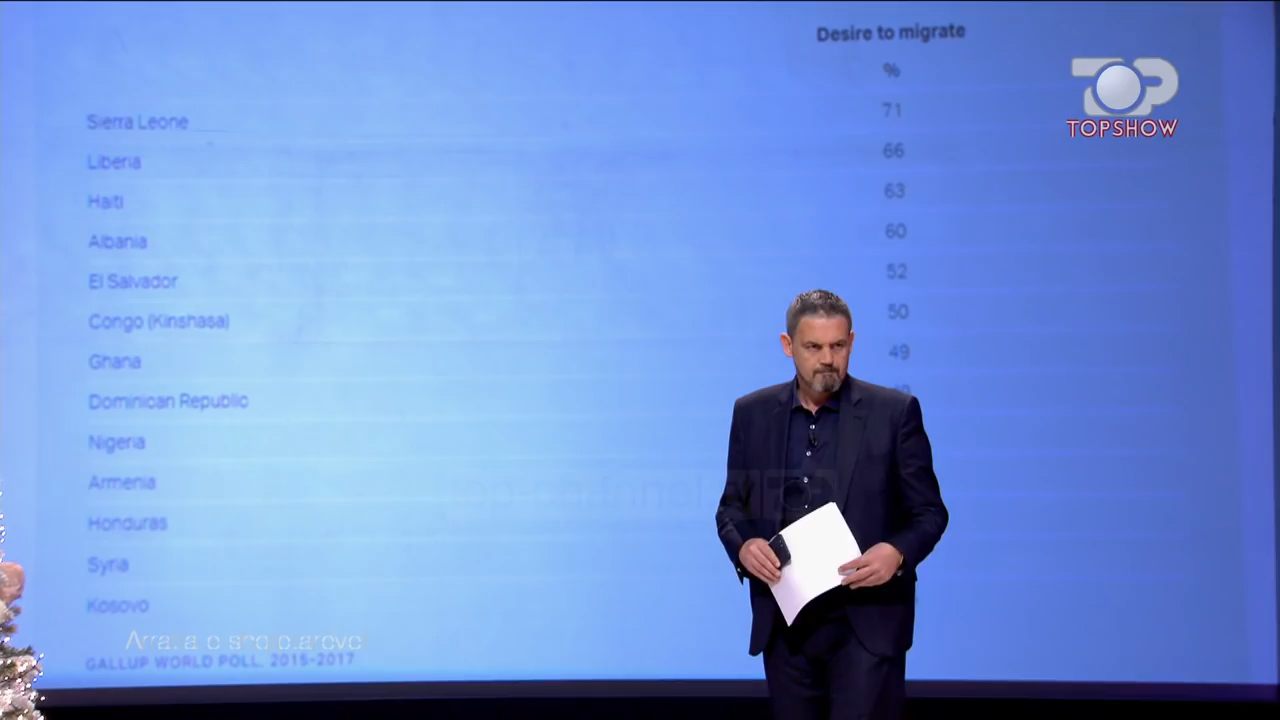 Desire to migrate
%
Sierra Leone 71
Liberia 66
Haiti 63
Albania 60
El Salvador 52
Congo (Kinshasa) 50
Ghana 49
Dominican Republic
Nigeria
Armenia
Honduras
Syria
Kosovo
GALLUP WORLD POLL, 2015-2017
TOP
TOPSHOW